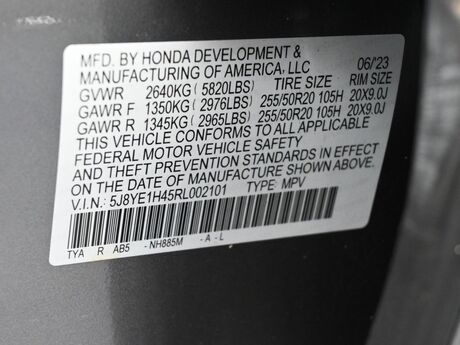 MFD. BY HONDA DEVELOPMENT &
MANUFACTURING OF AMERICA, LLC 06/'23
GVWR 2640KG ( 5820LBS) TIRE SIZE RIM SIZE
GAWR F 1350KG ( 2976LBS) 255/50R20 105H 20X9.0J
GAWR R 1345KG ( 2965LBS) 255/50R20 105H 20X9.0J
THIS VEHICLE CONFORMS TO ALL APPLICABLE
FEDERAL MOTOR VEHICLE SAFETY
AND THEFT PREVENTION STANDARDS IN EFFECT
ON THE DATE OF MANUFACTURE SHOWN ABOVE.
V.I.N.: 5J8YE1H45RL002101 TYPE: MPV
TYA R AB5 -NH885M -A-L